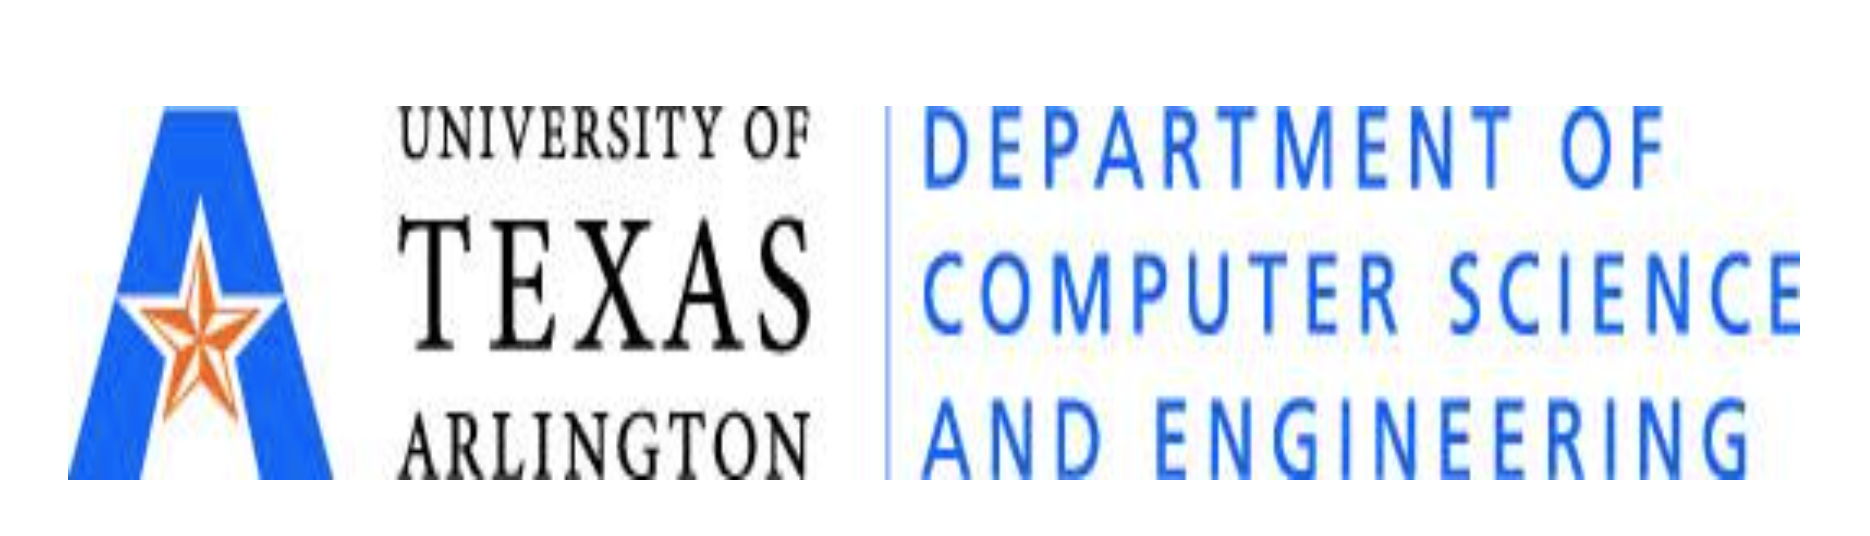 UNIVERSITY OF
TEXAS
ARLINGTON
DEPARTMENT OF
COMPUTER SCIENCE
AND ENGINEERING